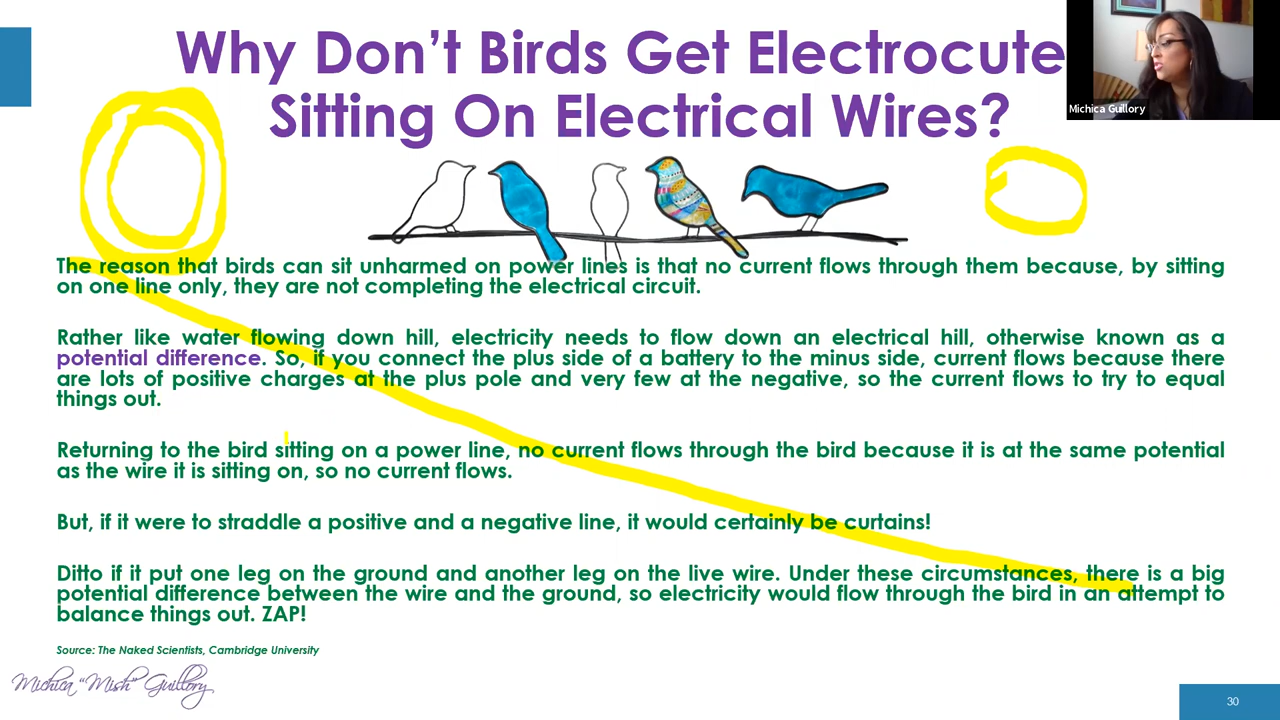 Why Don't Birds Get Electrocute
Sitting On Electrical Wires?
Michica Guillory
The reason that birds can sit unharmed on power lines is that no current flows through them because, by sitting
on one line only, they are not completing the electrical circuit.
Rather like water flowing down hill, electricity needs to flow down an electrical hill, otherwise known as a
potential difference. So, if you connect the plus side of a battery to the minus side, current flows because there
are lots of positive charges at the plus pole and very few at the negative, so the current flows to try to equal
things out.
Returning to the bird sitting on a power line, no current flows through the bird because it is at the same potential
as the wire it is sitting on, so no current flows.
But, if it were to straddle a positive and a negative line, it would certainly be curtains!
Ditto if it put one leg on the ground and another leg on the live wire. Under these circumstances, there is a big
potential difference between the wire and the ground, so electricity would flow through the bird in an attempt to
balance things out. ZAP!
Source: The Naked Scientists, Cambridge University
Michica "Mish" Guillory
30